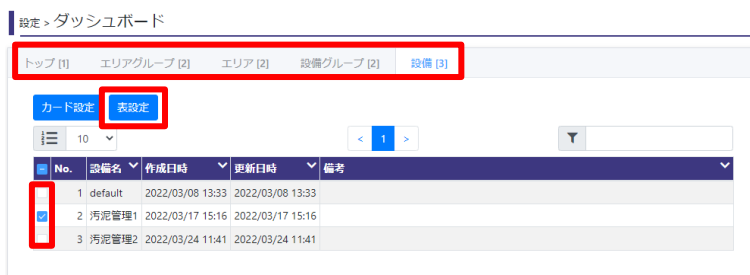 設定 > ダッシュボード
トップ [1] エリアグループ [2] エリア [2] 設備グループ [2] 設備 [3]
カード設定 表設定
10 < 1 >
No. 設備名 作成日時 更新日時 備考
1 default 2022/03/08 13:33 2022/03/08 13:33
2 汚泥管理1 2022/03/17 15:16 2022/03/17 15:16
3 汚泥管理2 2022/03/24 11:41 2022/03/24 11:41